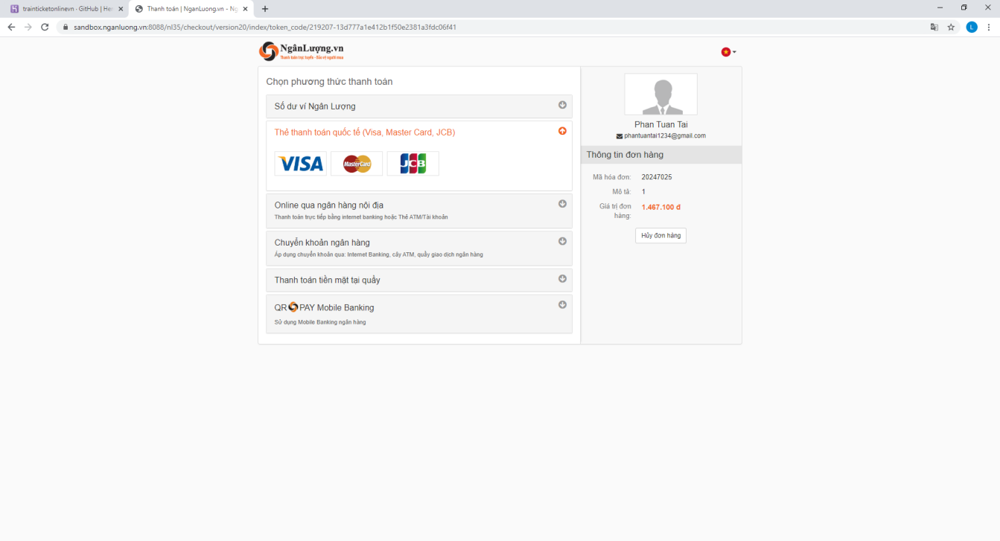 trainticketonlinevn · GitHub | Her
Thanh toán | NganLuong.vn - Ng
sandbox.nganluong.vn:8088/nl35/checkout/version20/index/token_code/219207-13d777a1e412b1f50e2381a3fdc06f41
L
NgânLượng.vn
Thanh toán trực tuyến - Bảo vệ người mua
Chọn phương thức thanh toán
Số dư ví Ngân Lượng
Thẻ thanh toán quốc tế (Visa, Master Card, JCB)
VISA MasterCard JCB
Online qua ngân hàng nội địa
Thanh toán trực tiếp bằng internet banking hoặc Thẻ ATM/Tài khoản
Chuyển khoản ngân hàng
Áp dụng chuyển khoản qua: Internet Banking, cây ATM, quầy giao dịch ngân hàng
Thanh toán tiền mặt tại quầy
QR PAY Mobile Banking
Sử dụng Mobile Banking ngân hàng
Phan Tuan Tai
phantuantai1234@gmail.com
Thông tin đơn hàng
Mã hóa đơn: 20247025
Mô tả: 1
Giá trị đơn hàng: 1.467.100 đ
Hủy đơn hàng